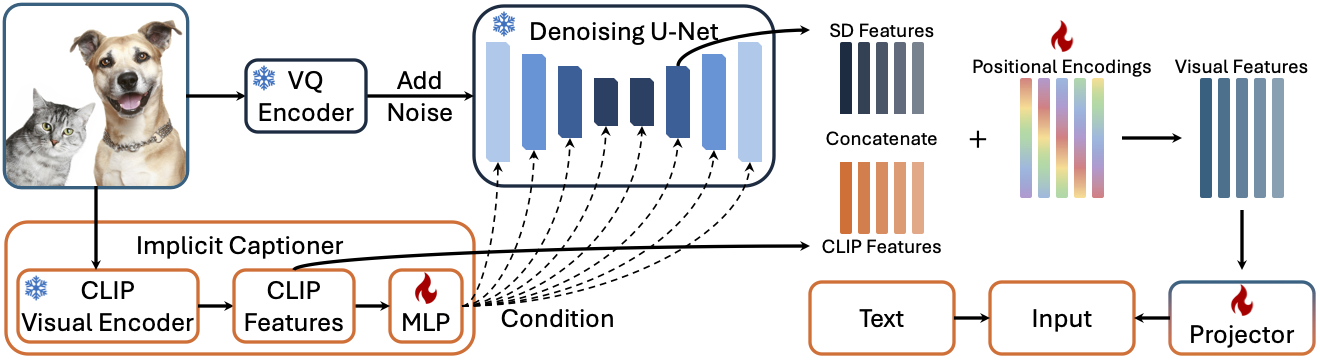 Denoising U-Net
VQ
Encoder
Add
Noise
SD Features
Concatenate
CLIP Features
+
Positional Encodings
Visual Features
Implicit Captioner
CLIP
Visual Encoder
CLIP
Features
MLP
Condition
Text
Input
Projector